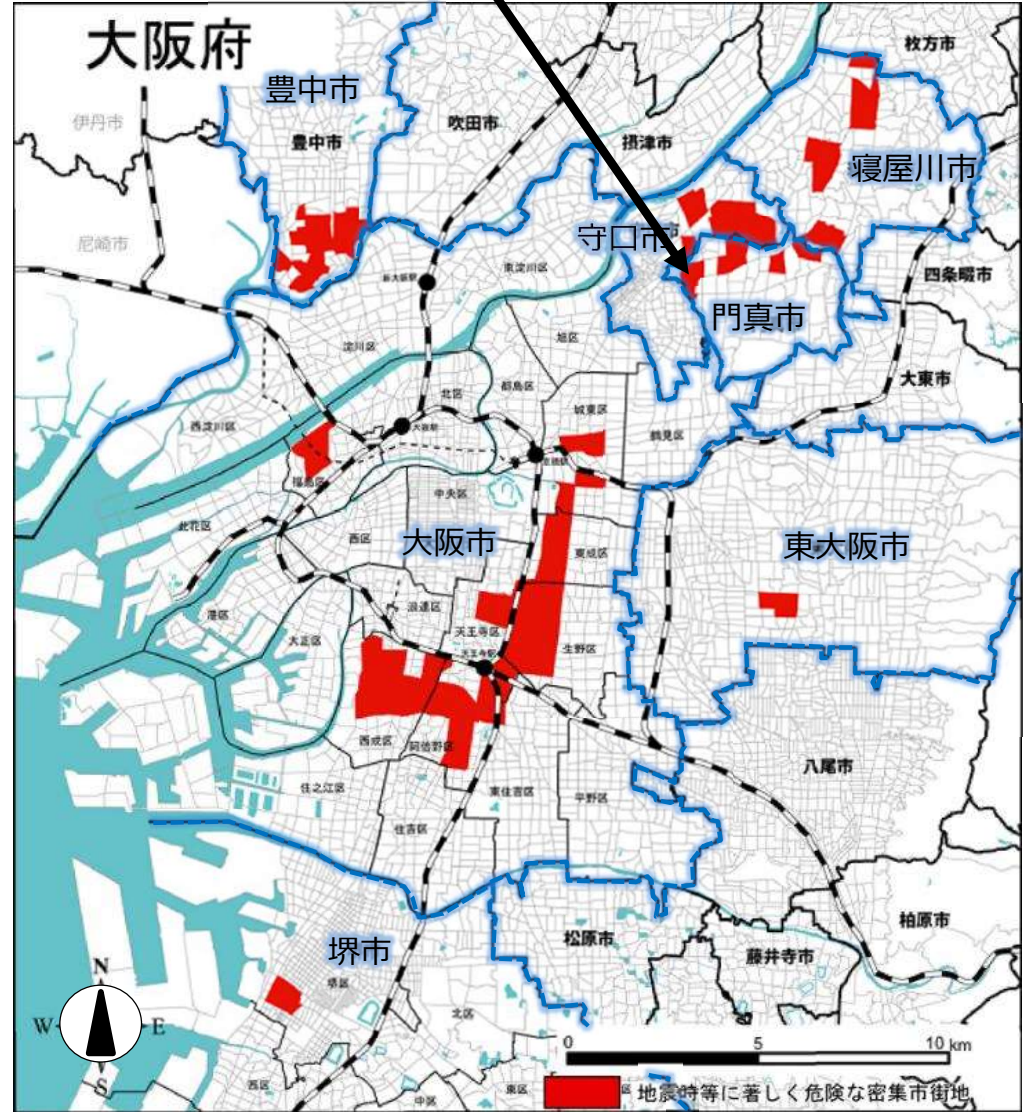 大阪府
枚方市
豊中市
伊丹市
吹田市
豊中市
摂津市
寝屋川市
尼崎市
守口市
東淀川区
四条畷市
新大阪駅
門真市
淀川区
旭区
大東市
都島区
北区
城東区
西淀川区
大阪駅
鶴見区
京橋駅
福島区
中央区
此花区
西区
大阪市
東成区
東大阪市
浪速区
港区
天王寺区
大正区
生野区
天王寺駅
西成区
阿倍野区
八尾市
住之江区
東住吉区
平野区
住吉区
柏原市
堺市
松原市
藤井寺市
N
堺区
W
E
北区
S
0
5
10 km
西区
東区
中区
区
地震時等に著しく危険な密集市街地